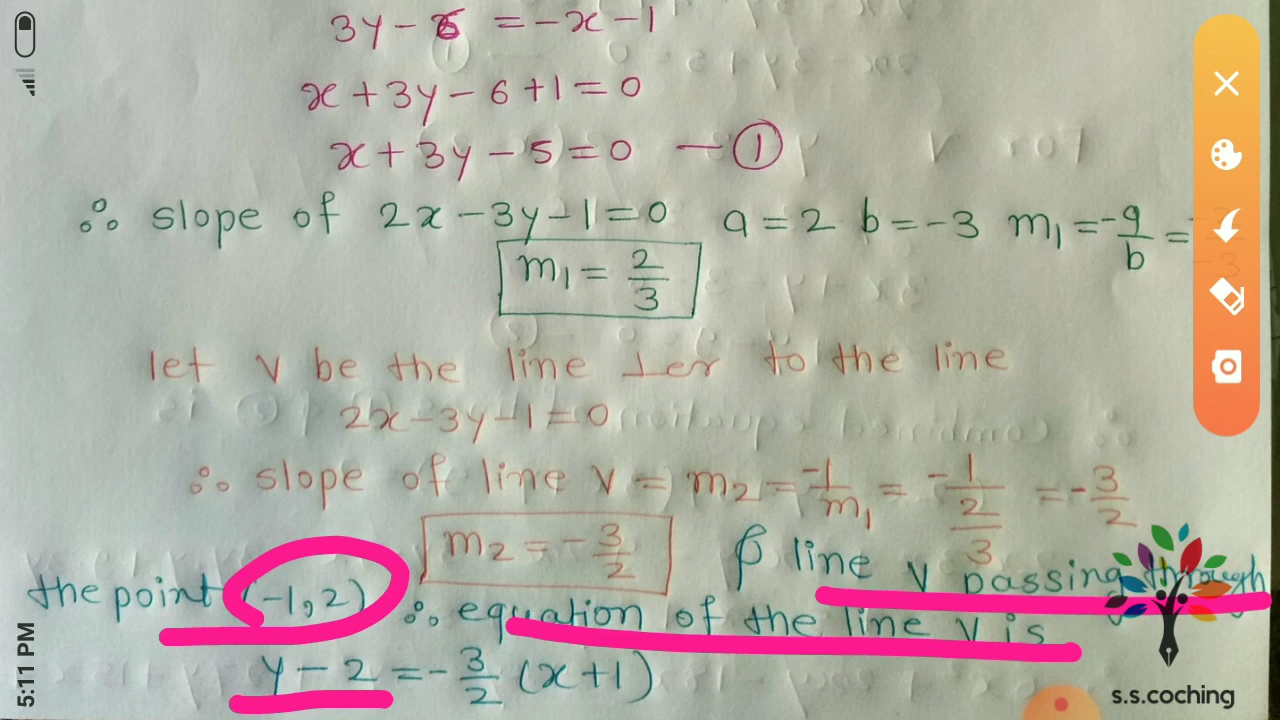 3y - 6 = -x - 1
x + 3y - 6 + 1 = 0
x + 3y - 5 = 0 — ①
∴ slope of 2x - 3y - 1 = 0 a = 2 b = -3 m₁ = -a/b =
m₁ = 2/3
let v be the line ⊥er to the line
2x - 3y - 1 = 0
∴ slope of line v = m₂ = -1/m₁ = -1/(2/3) = -3/2
m₂ = -3/2 β line v passing through
the point (-1, 2) ∴ equation of the line v is
y - 2 = -3/2 (x + 1)
5:11 PM
s.s.coching